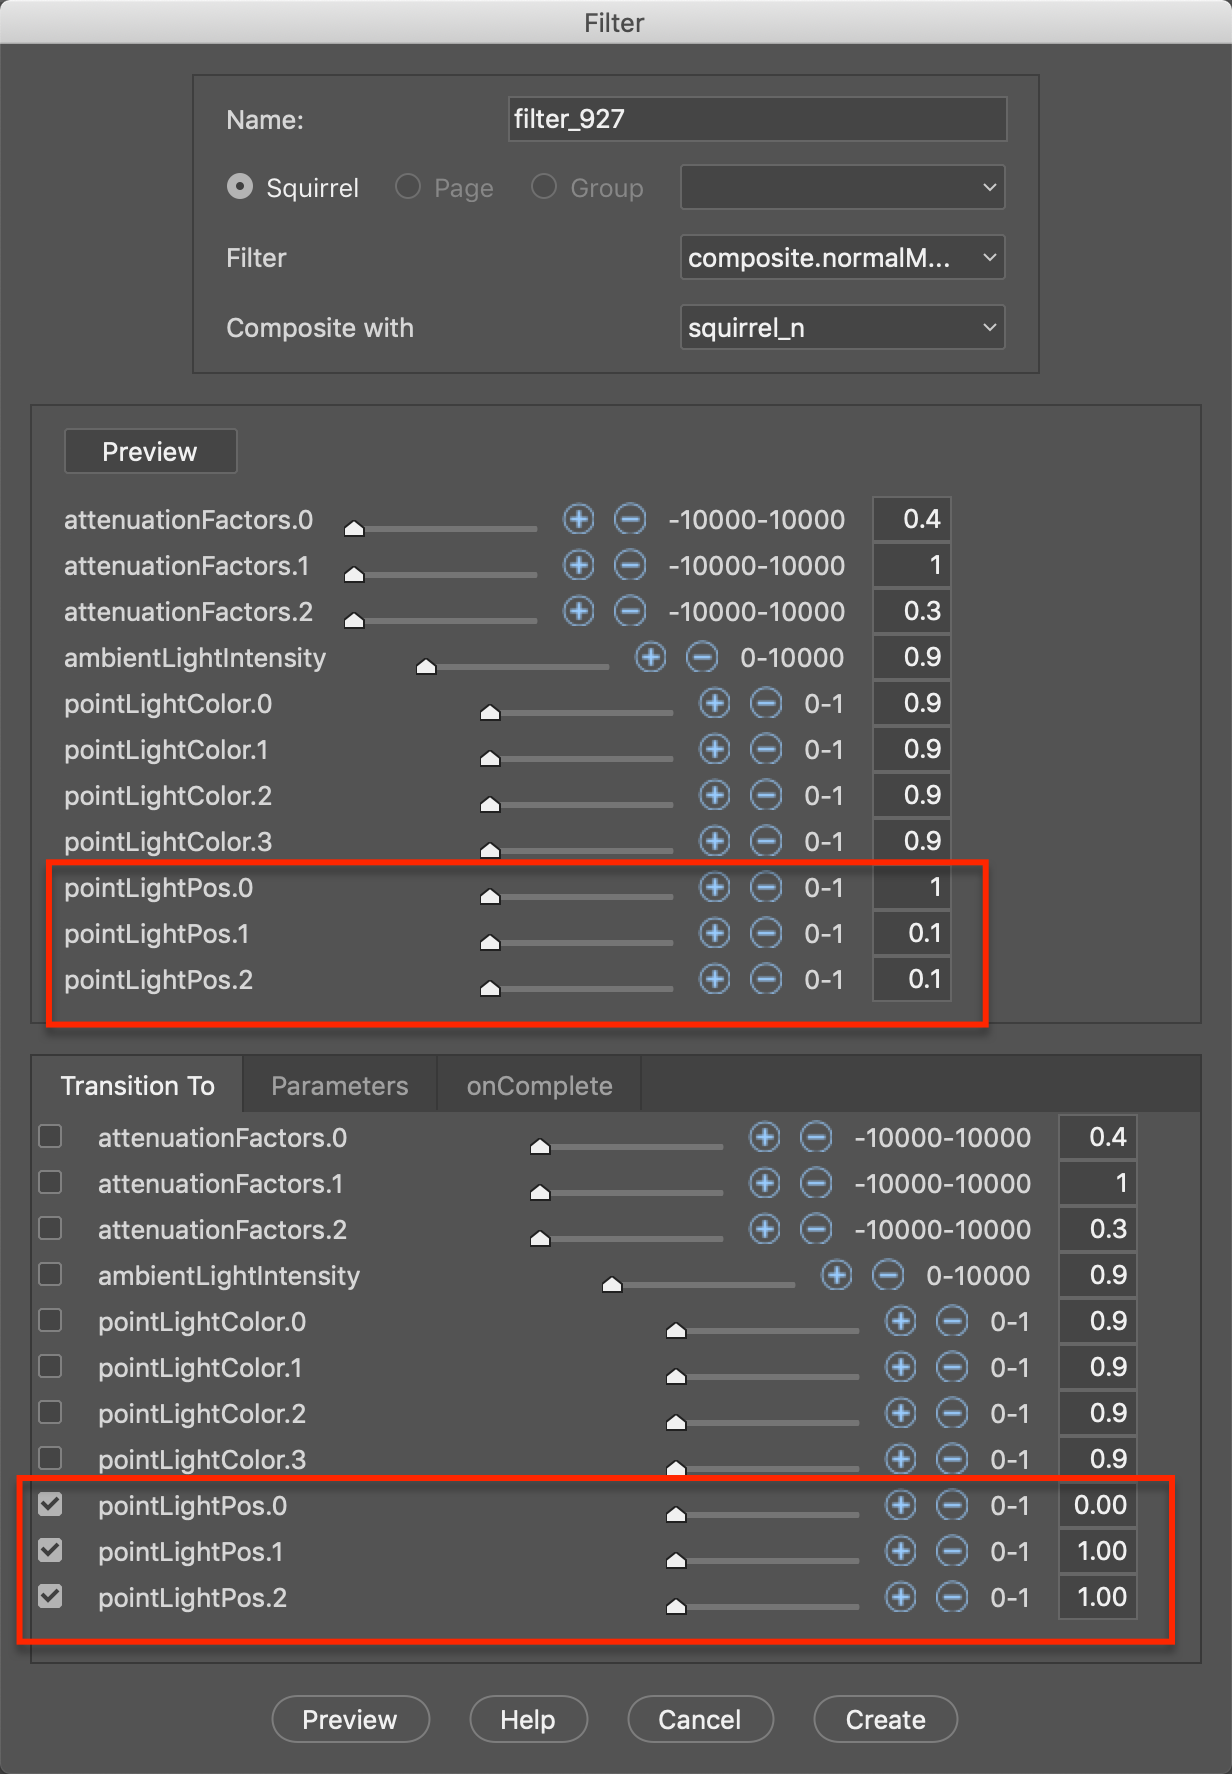 Filter
Name: filter_927
Squirrel Page Group
Filter composite.normalM...
Composite with squirrel_n
Preview
attenuationFactors.0 -10000-10000 0.4
attenuationFactors.1 -10000-10000 1
attenuationFactors.2 -10000-10000 0.3
ambientLightIntensity 0-10000 0.9
pointLightColor.0 0-1 0.9
pointLightColor.1 0-1 0.9
pointLightColor.2 0-1 0.9
pointLightColor.3 0-1 0.9
pointLightPos.0 0-1 1
pointLightPos.1 0-1 0.1
pointLightPos.2 0-1 0.1
Transition To Parameters onComplete
attenuationFactors.0 -10000-10000 0.4
attenuationFactors.1 -10000-10000 1
attenuationFactors.2 -10000-10000 0.3
ambientLightIntensity 0-10000 0.9
pointLightColor.0 0-1 0.9
pointLightColor.1 0-1 0.9
pointLightColor.2 0-1 0.9
pointLightColor.3 0-1 0.9
pointLightPos.0 0-1 0.00
pointLightPos.1 0-1 1.00
pointLightPos.2 0-1 1.00
Preview Help Cancel Create